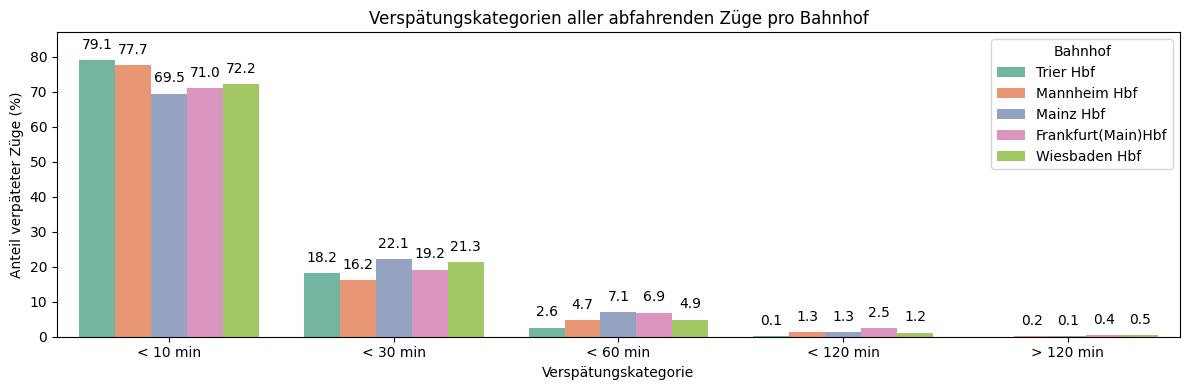 Verspätungskategorien aller abfahrenden Züge pro Bahnhof
Anteil verpäteter Züge (%)
80
70
60
50
40
30
20
10
0
79.1
77.7
69.5
71.0
72.2
18.2
16.2
22.1
19.2
21.3
2.6
4.7
7.1
6.9
4.9
0.1
1.3
1.3
2.5
1.2
0.2
0.1
0.4
0.5
Bahnhof
Trier Hbf
Mannheim Hbf
Mainz Hbf
Frankfurt(Main)Hbf
Wiesbaden Hbf
< 10 min
< 30 min
< 60 min
< 120 min
> 120 min
Verspätungskategorie